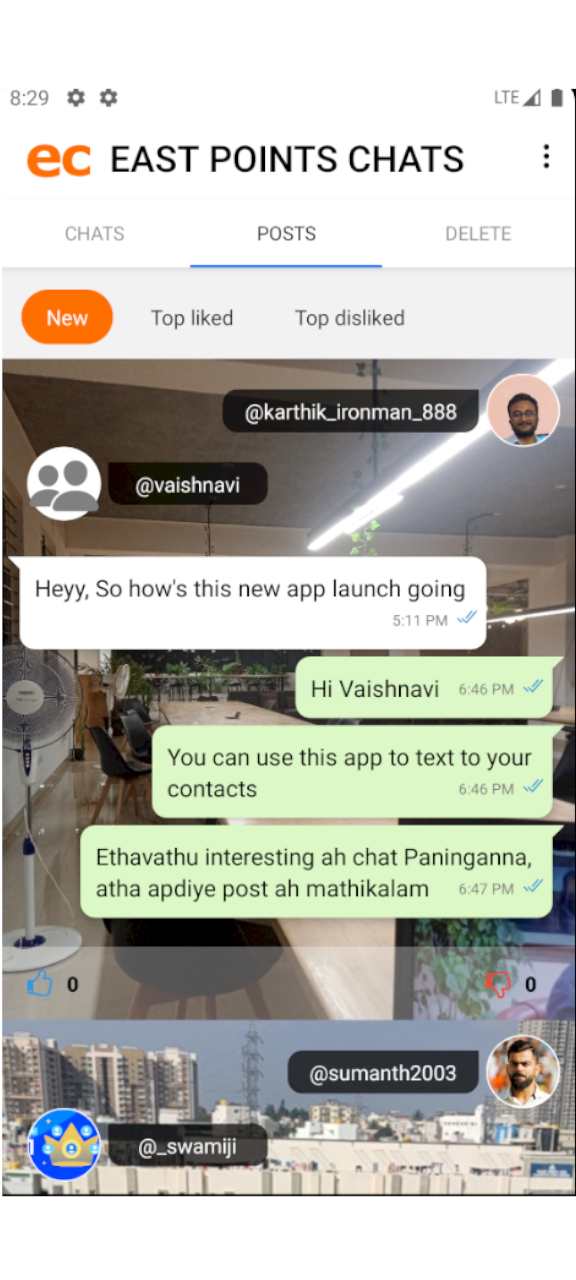 8:29 LTE
ec EAST POINTS CHATS
CHATS POSTS DELETE
New Top liked Top disliked
@karthik_ironman_888
@vaishnavi
Heyy, So how's this new app launch going
5:11 PM
Hi Vaishnavi 6:46 PM
You can use this app to text to your
contacts 6:46 PM
Ethavathu interesting ah chat Paninganna,
atha apdiye post ah mathikalam 6:47 PM
0 0
@sumanth2003
@_swamiji